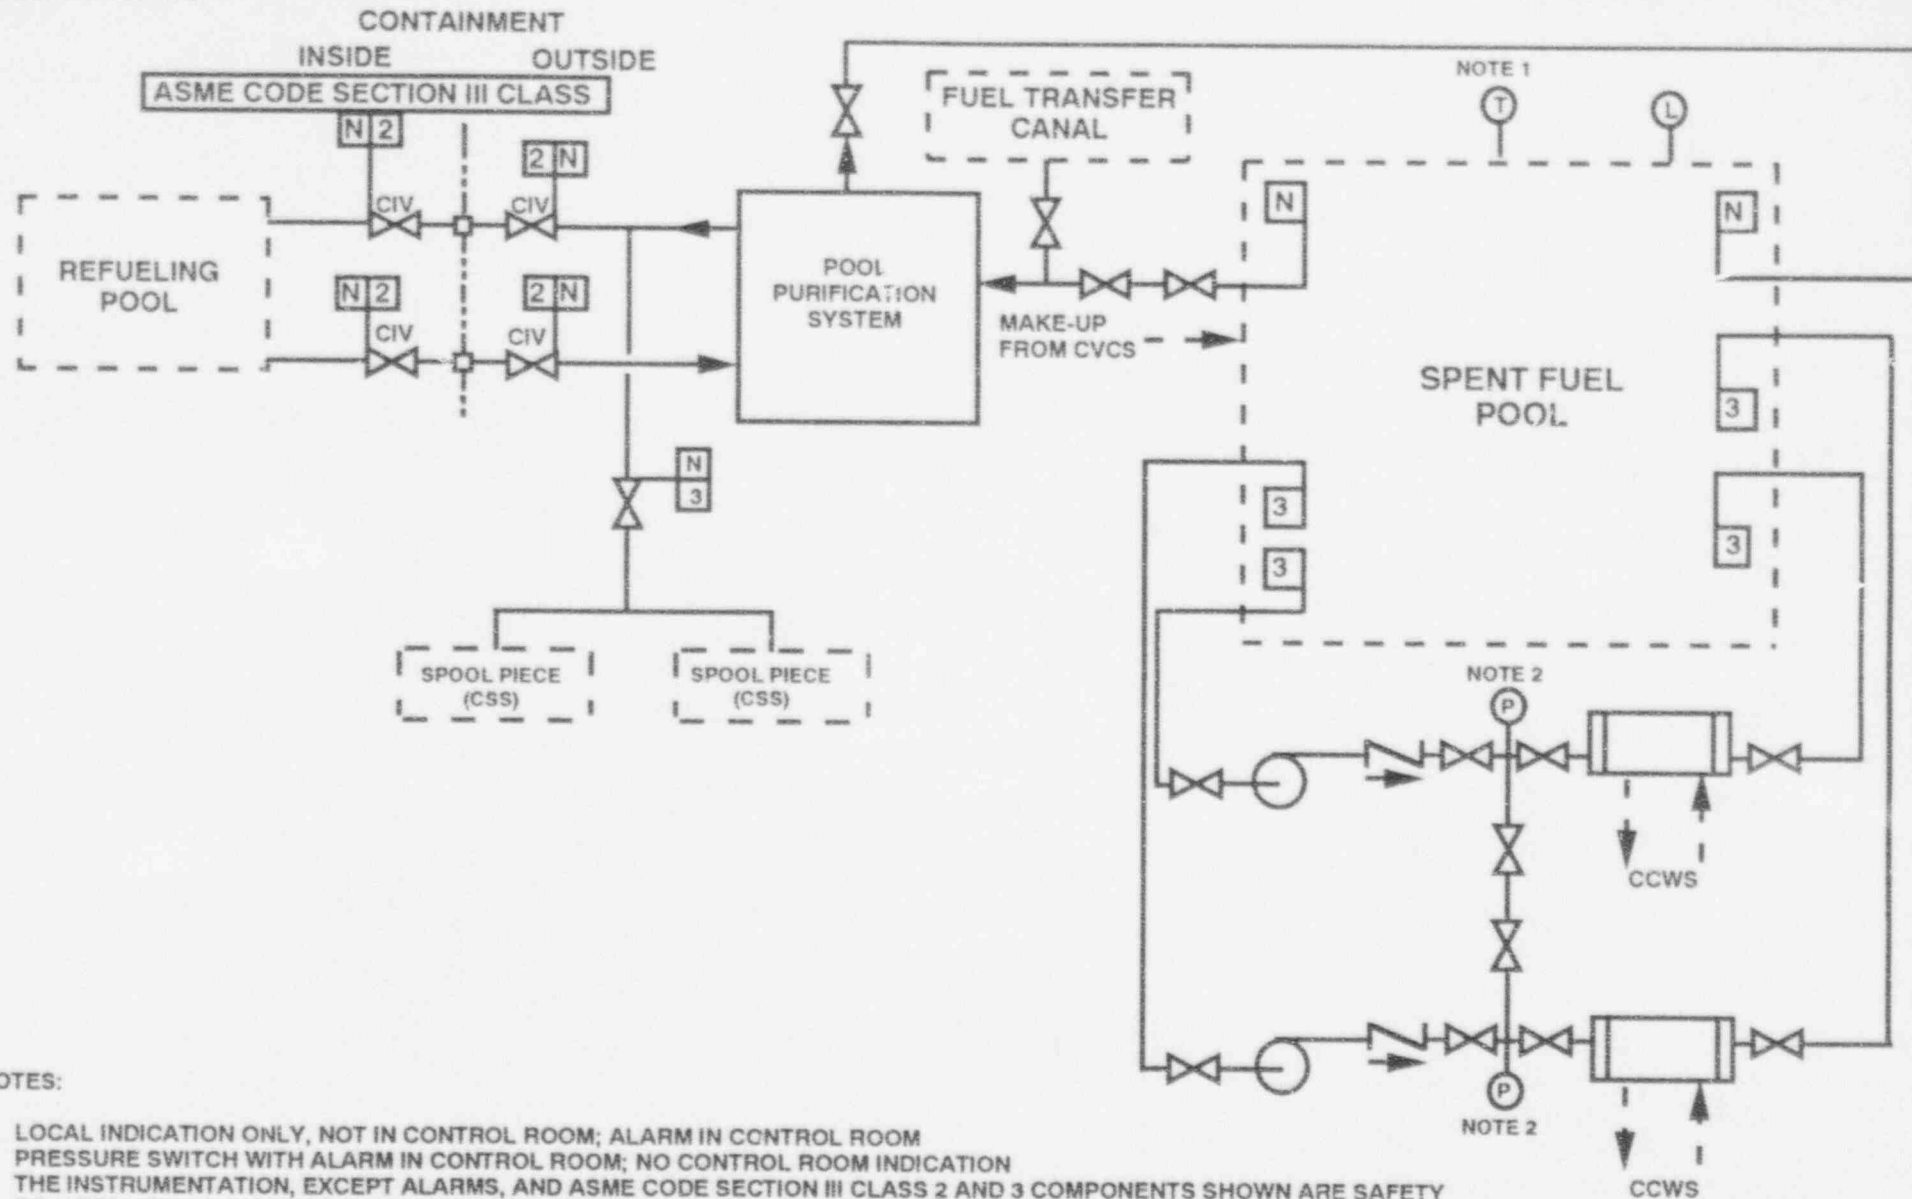 CONTAINMENT
INSIDE OUTSIDE
ASME CODE SECTION III CLASS
N 2
2 N
CIV
CIV
REFUELING
POOL
N 2
2 N
CIV
CIV
N
3
SPOOL PIECE
(CSS)
SPOOL PIECE
(CSS)
POOL
PURIFICATION
SYSTEM
FUEL TRANSFER
CANAL
MAKE-UP
FROM CVCS
NOTE 1
T
L
N
N
SPENT FUEL
POOL
3
3
3
3
NOTE 2
P
CCWS
P
NOTE 2
CCWS
OTES:
LOCAL INDICATION ONLY, NOT IN CONTROL ROOM; ALARM IN CONTROL ROOM
PRESSURE SWITCH WITH ALARM IN CONTROL ROOM; NO CONTROL ROOM INDICATION
THE INSTRUMENTATION, EXCEPT ALARMS, AND ASME CODE SECTION III CLASS 2 AND 3 COMPONENTS SHOWN ARE SAFETY